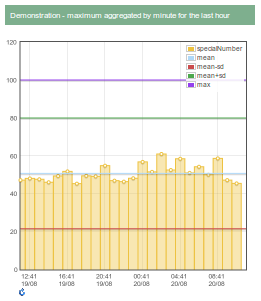 Demonstration - maximum aggregated by minute for the last hour
specialNumber
mean
mean-sd
mean+sd
max
120
100
80
60
40
20
0
12:41 16:41 20:41 00:41 04:41 08:41
19/08 19/08 19/08 20/08 20/08 20/08